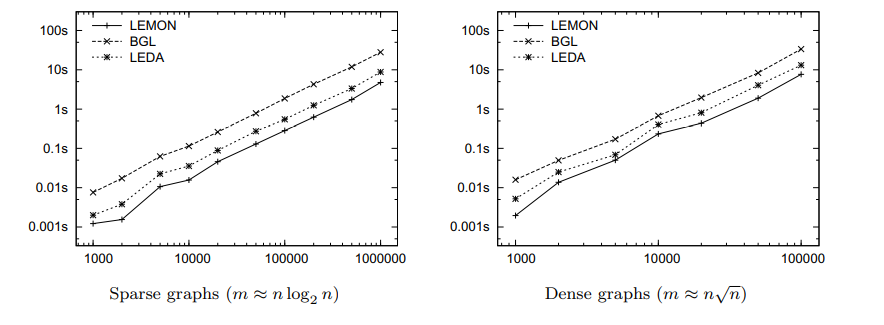 LEMON
BGL
LEDA
100s
10s
1s
0.1s
0.01s
0.001s
1000 10000 100000 1000000
Sparse graphs (m ≈ n log₂ n)
LEMON
BGL
LEDA
100s
10s
1s
0.1s
0.01s
0.001s
1000 10000 100000
Dense graphs (m ≈ n√n)